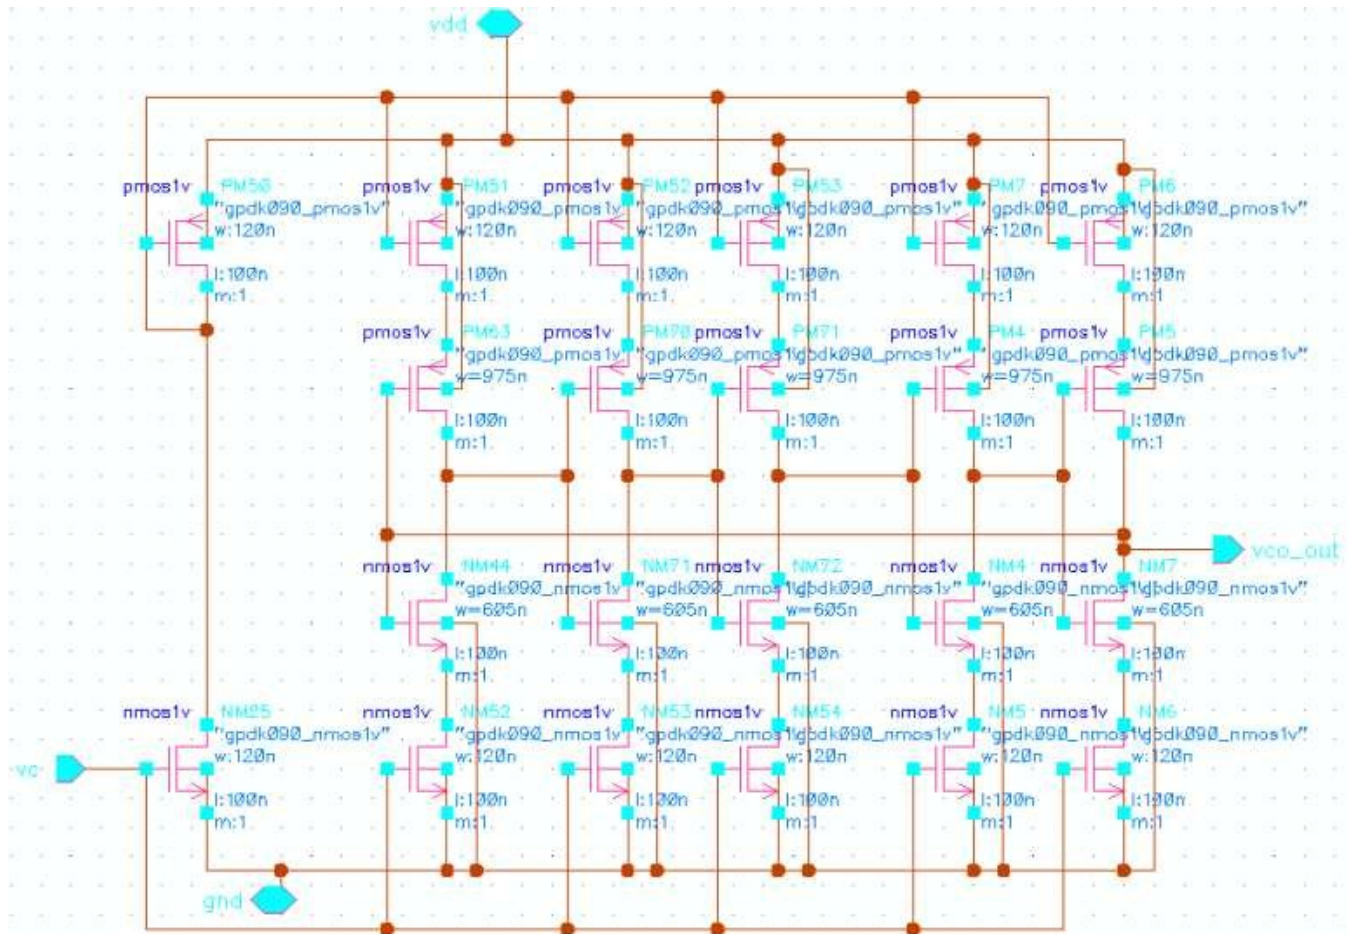 vdd
pmos1v PM50 pmos1v PM51 pmos1v PM52 pmos1v PM53 pmos1v PM7 pmos1v PM6
"gpdk090_pmos1v" "gpdk090_pmos1v" "gpdk090_pmos1v" "gpdk090_pmos1v" "gpdk090_pmos1v" "gpdk090_pmos1v"
w:120n w:120n w:120n w:120n w:120n w:120n
l:100n l:100n l:100n l:100n l:100n l:100n
m:1 m:1 m:1 m:1 m:1 m:1
pmos1v PM63 pmos1v PM70 pmos1v PM71 pmos1v PM4 pmos1v PM5
"gpdk090_pmos1v" "gpdk090_pmos1v" "gpdk090_pmos1v" "gpdk090_pmos1v" "gpdk090_pmos1v"
w=975n w=975n w=975n w=975n w=975n
l:100n l:100n l:100n l:100n l:100n
m:1 m:1 m:1 m:1 m:1
vco_out
nmos1v NM44 nmos1v NM71 nmos1v NM72 nmos1v NM4 nmos1v NM7
"gpdk090_nmos1v" "gpdk090_nmos1v" "gpdk090_nmos1v" "gpdk090_nmos1v" "gpdk090_nmos1v"
w=605n w=605n w=605n w=605n w=605n
l:100n l:100n l:100n l:100n l:100n
m:1 m:1 m:1 m:1 m:1
nmos1v NM25 nmos1v NM52 nmos1v NM53 nmos1v NM54 nmos1v NM5 nmos1v NM6
"gpdk090_nmos1v" "gpdk090_nmos1v" "gpdk090_nmos1v" "gpdk090_nmos1v" "gpdk090_nmos1v" "gpdk090_nmos1v"
w:120n w:120n w:120n w:120n w:120n w:120n
vc
l:100n l:100n l:100n l:100n l:100n l:100n
m:1 m:1 m:1 m:1 m:1 m:1
gnd